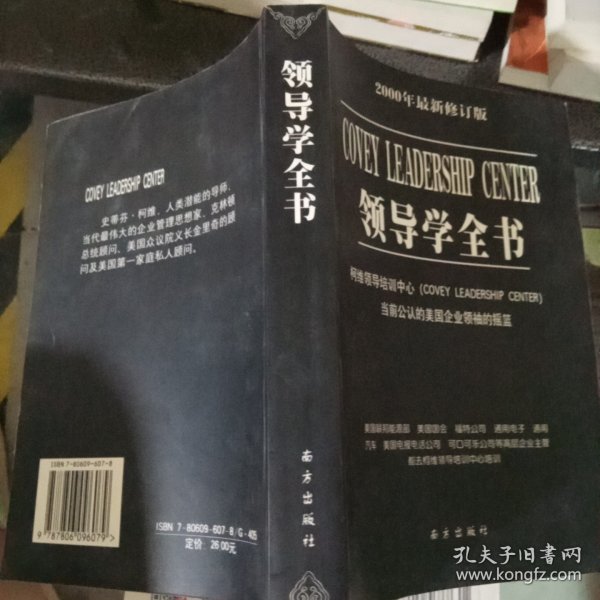 2000年最新修订版
COVEY LEADERSHIP CENTER
领导学全书
柯维领导培训中心 (COVEY LEADERSHIP CENTER)
当前公认的美国企业领袖的摇篮
美国联邦能源部 美国国会 福特公司 通用电子 通用
汽车 美国电报电话公司 可口可乐公司等高层企业主管
都去柯维领导培训中心培训
南方出版社
领导学全书
南方出版社
COVEY LEADERSHIP CENTER
史蒂芬·柯维、人类潜能的导师、
当代最伟大的企业管理思想家、克林顿
总统顾问、美国众议院义长金里奇的顾
问及美国第一家庭私人顾问、
ISBN 7-80609-607-8
9 787806 096079 >
ISBN 7-80609-607-8/G·405
定价: 26.00元
孔夫子旧书网
www.kongfz.com